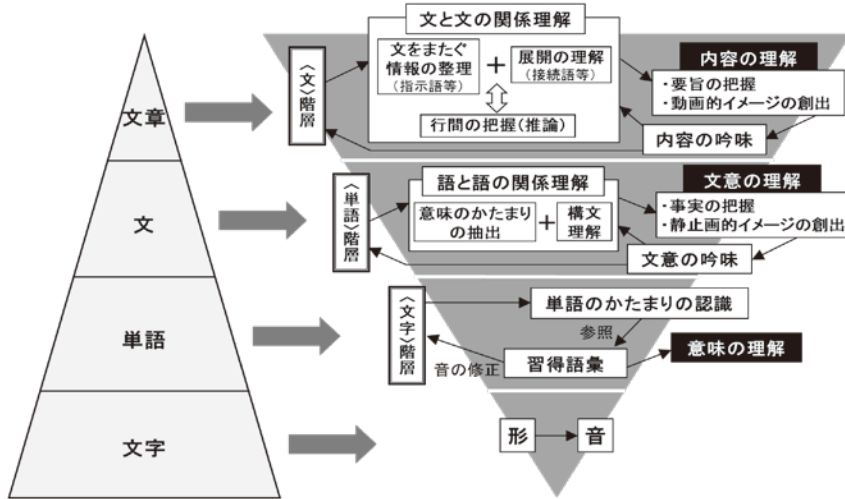 文章
文
単語
文字
〈文〉階層
文と文の関係理解
文をまたぐ
情報の整理
(指示語等)
+
展開の理解
(接続語等)
行間の把握(推論)
内容の理解
・要旨の把握
・動画的イメージの創出
内容の吟味
〈単語〉階層
語と語の関係理解
意味のかたまり
の抽出
+
構文
理解
文意の理解
・事実の把握
・静止画的イメージの創出
文意の吟味
〈文字〉階層
単語のかたまりの認識
参照
習得語彙
音の修正
意味の理解
形
音